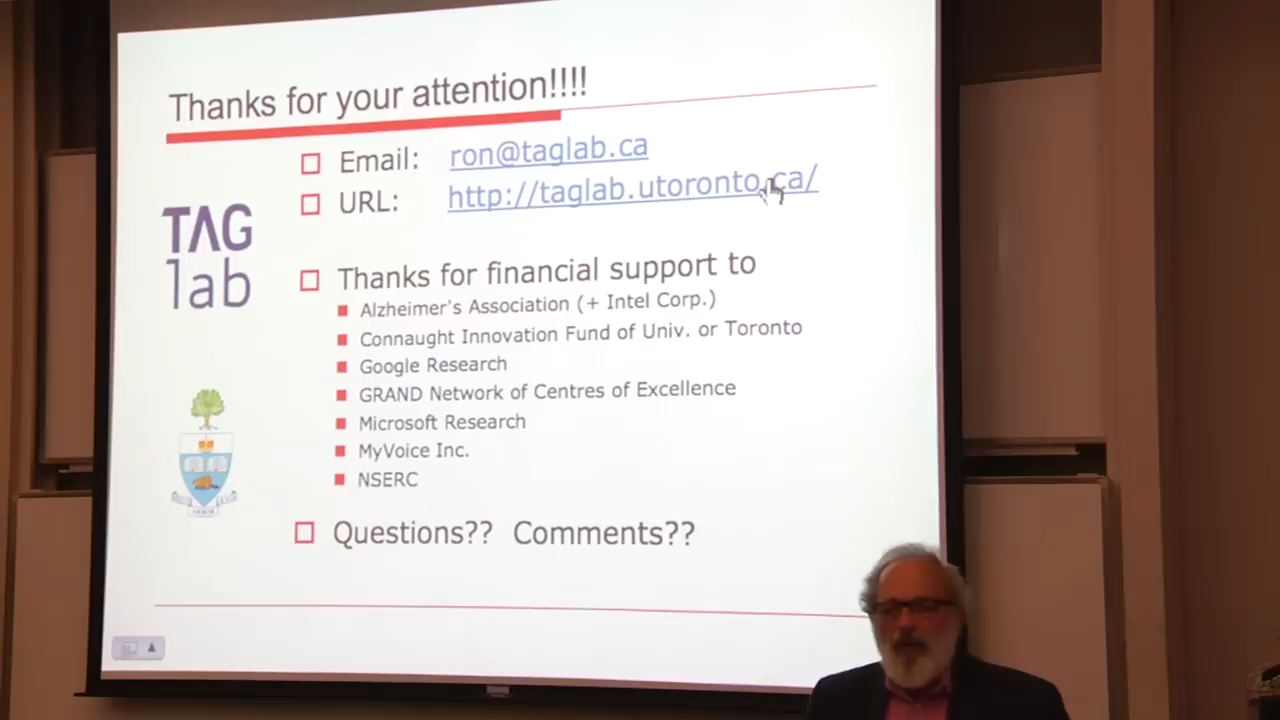 Thanks for your attention!!!!
Email: ron@taglab.ca
URL: http://taglab.utoronto.ca/
TAG
lab
Thanks for financial support to
Alzheimer's Association (+ Intel Corp.)
Connaught Innovation Fund of Univ. or Toronto
Google Research
GRAND Network of Centres of Excellence
Microsoft Research
MyVoice Inc.
NSERC
Questions?? Comments??